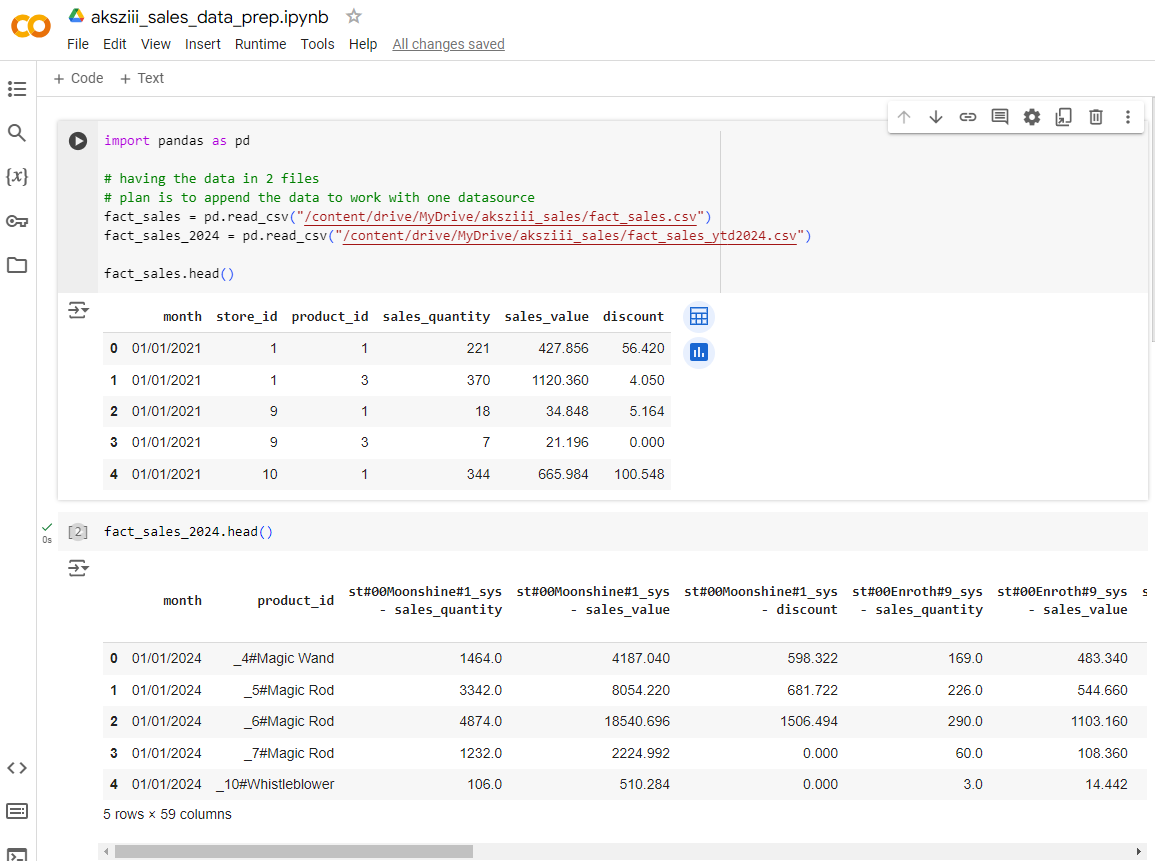 aksziii_sales_data_prep.ipynb
File Edit View Insert Runtime Tools Help All changes saved
+ Code + Text
import pandas as pd
# having the data in 2 files
# plan is to append the data to work with one datasource
fact_sales = pd.read_csv("/content/drive/MyDrive/aksziii_sales/fact_sales.csv")
fact_sales_2024 = pd.read_csv("/content/drive/MyDrive/aksziii_sales/fact_sales_ytd2024.csv")
fact_sales.head()
month store_id product_id sales_quantity sales_value discount
0 01/01/2021 1 1 221 427.856 56.420
1 01/01/2021 1 3 370 1120.360 4.050
2 01/01/2021 9 1 18 34.848 5.164
3 01/01/2021 9 3 7 21.196 0.000
4 01/01/2021 10 1 344 665.984 100.548
[2] fact_sales_2024.head()
0s
month product_id st#00Moonshine#1_sys - sales_quantity st#00Moonshine#1_sys - sales_value st#00Moonshine#1_sys - discount st#00Enroth#9_sys - sales_quantity st#00Enroth#9_sys - sales_value
0 01/01/2024 _4#Magic Wand 1464.0 4187.040 598.322 169.0 483.340
1 01/01/2024 _5#Magic Rod 3342.0 8054.220 681.722 226.0 544.660
2 01/01/2024 _6#Magic Rod 4874.0 18540.696 1506.494 290.0 1103.160
3 01/01/2024 _7#Magic Rod 1232.0 2224.992 0.000 60.0 108.360
4 01/01/2024 _10#Whistleblower 106.0 510.284 0.000 3.0 14.442
5 rows × 59 columns